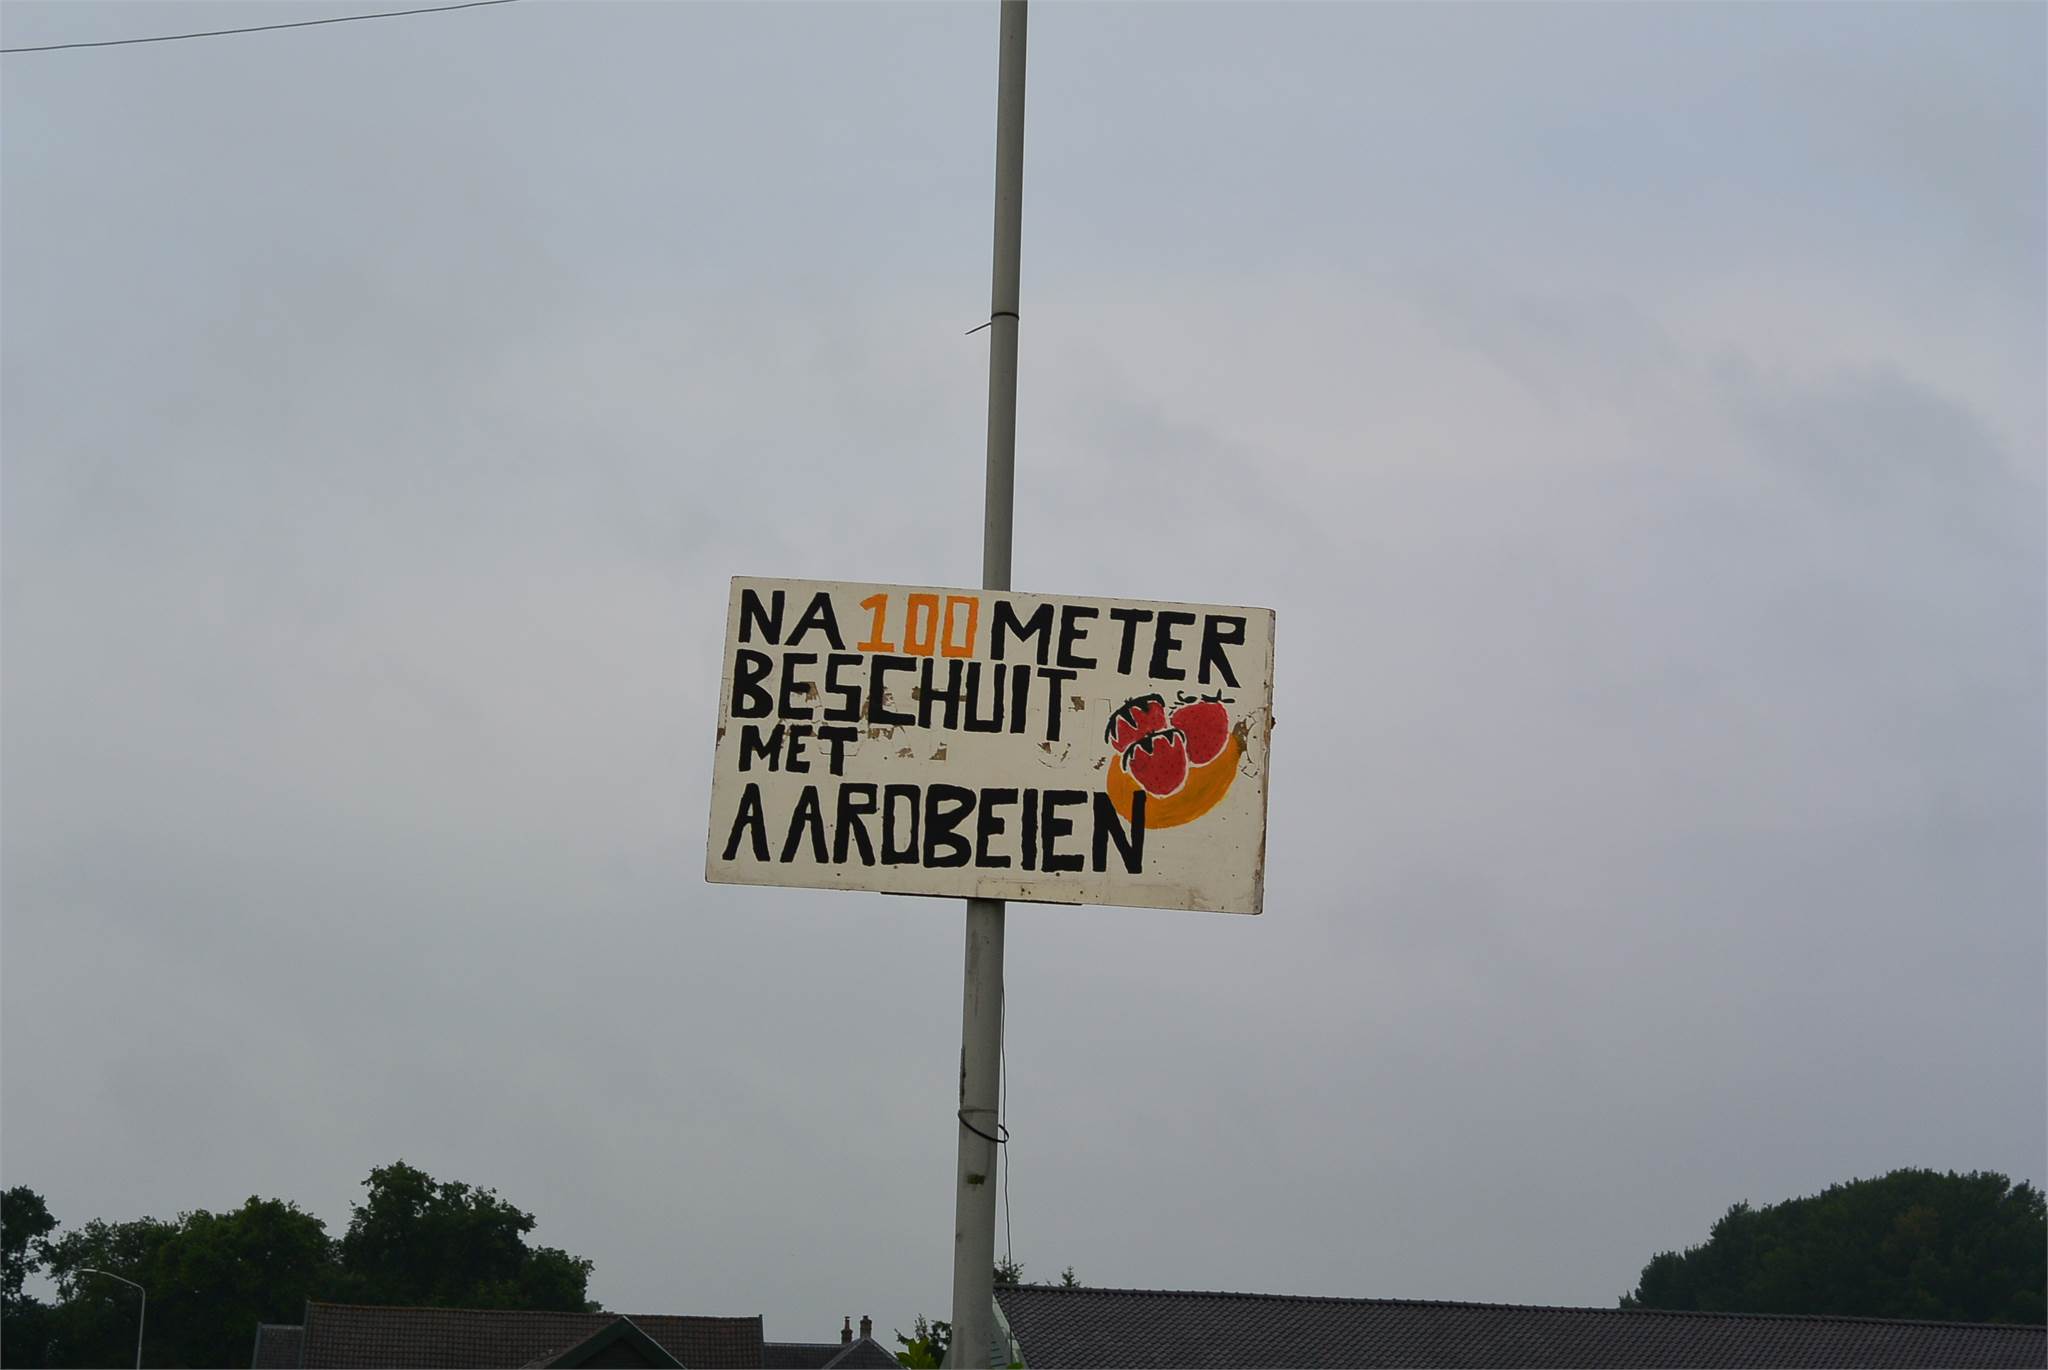 NA 100 METER
BESCHUIT
MET
AARDBEIEN